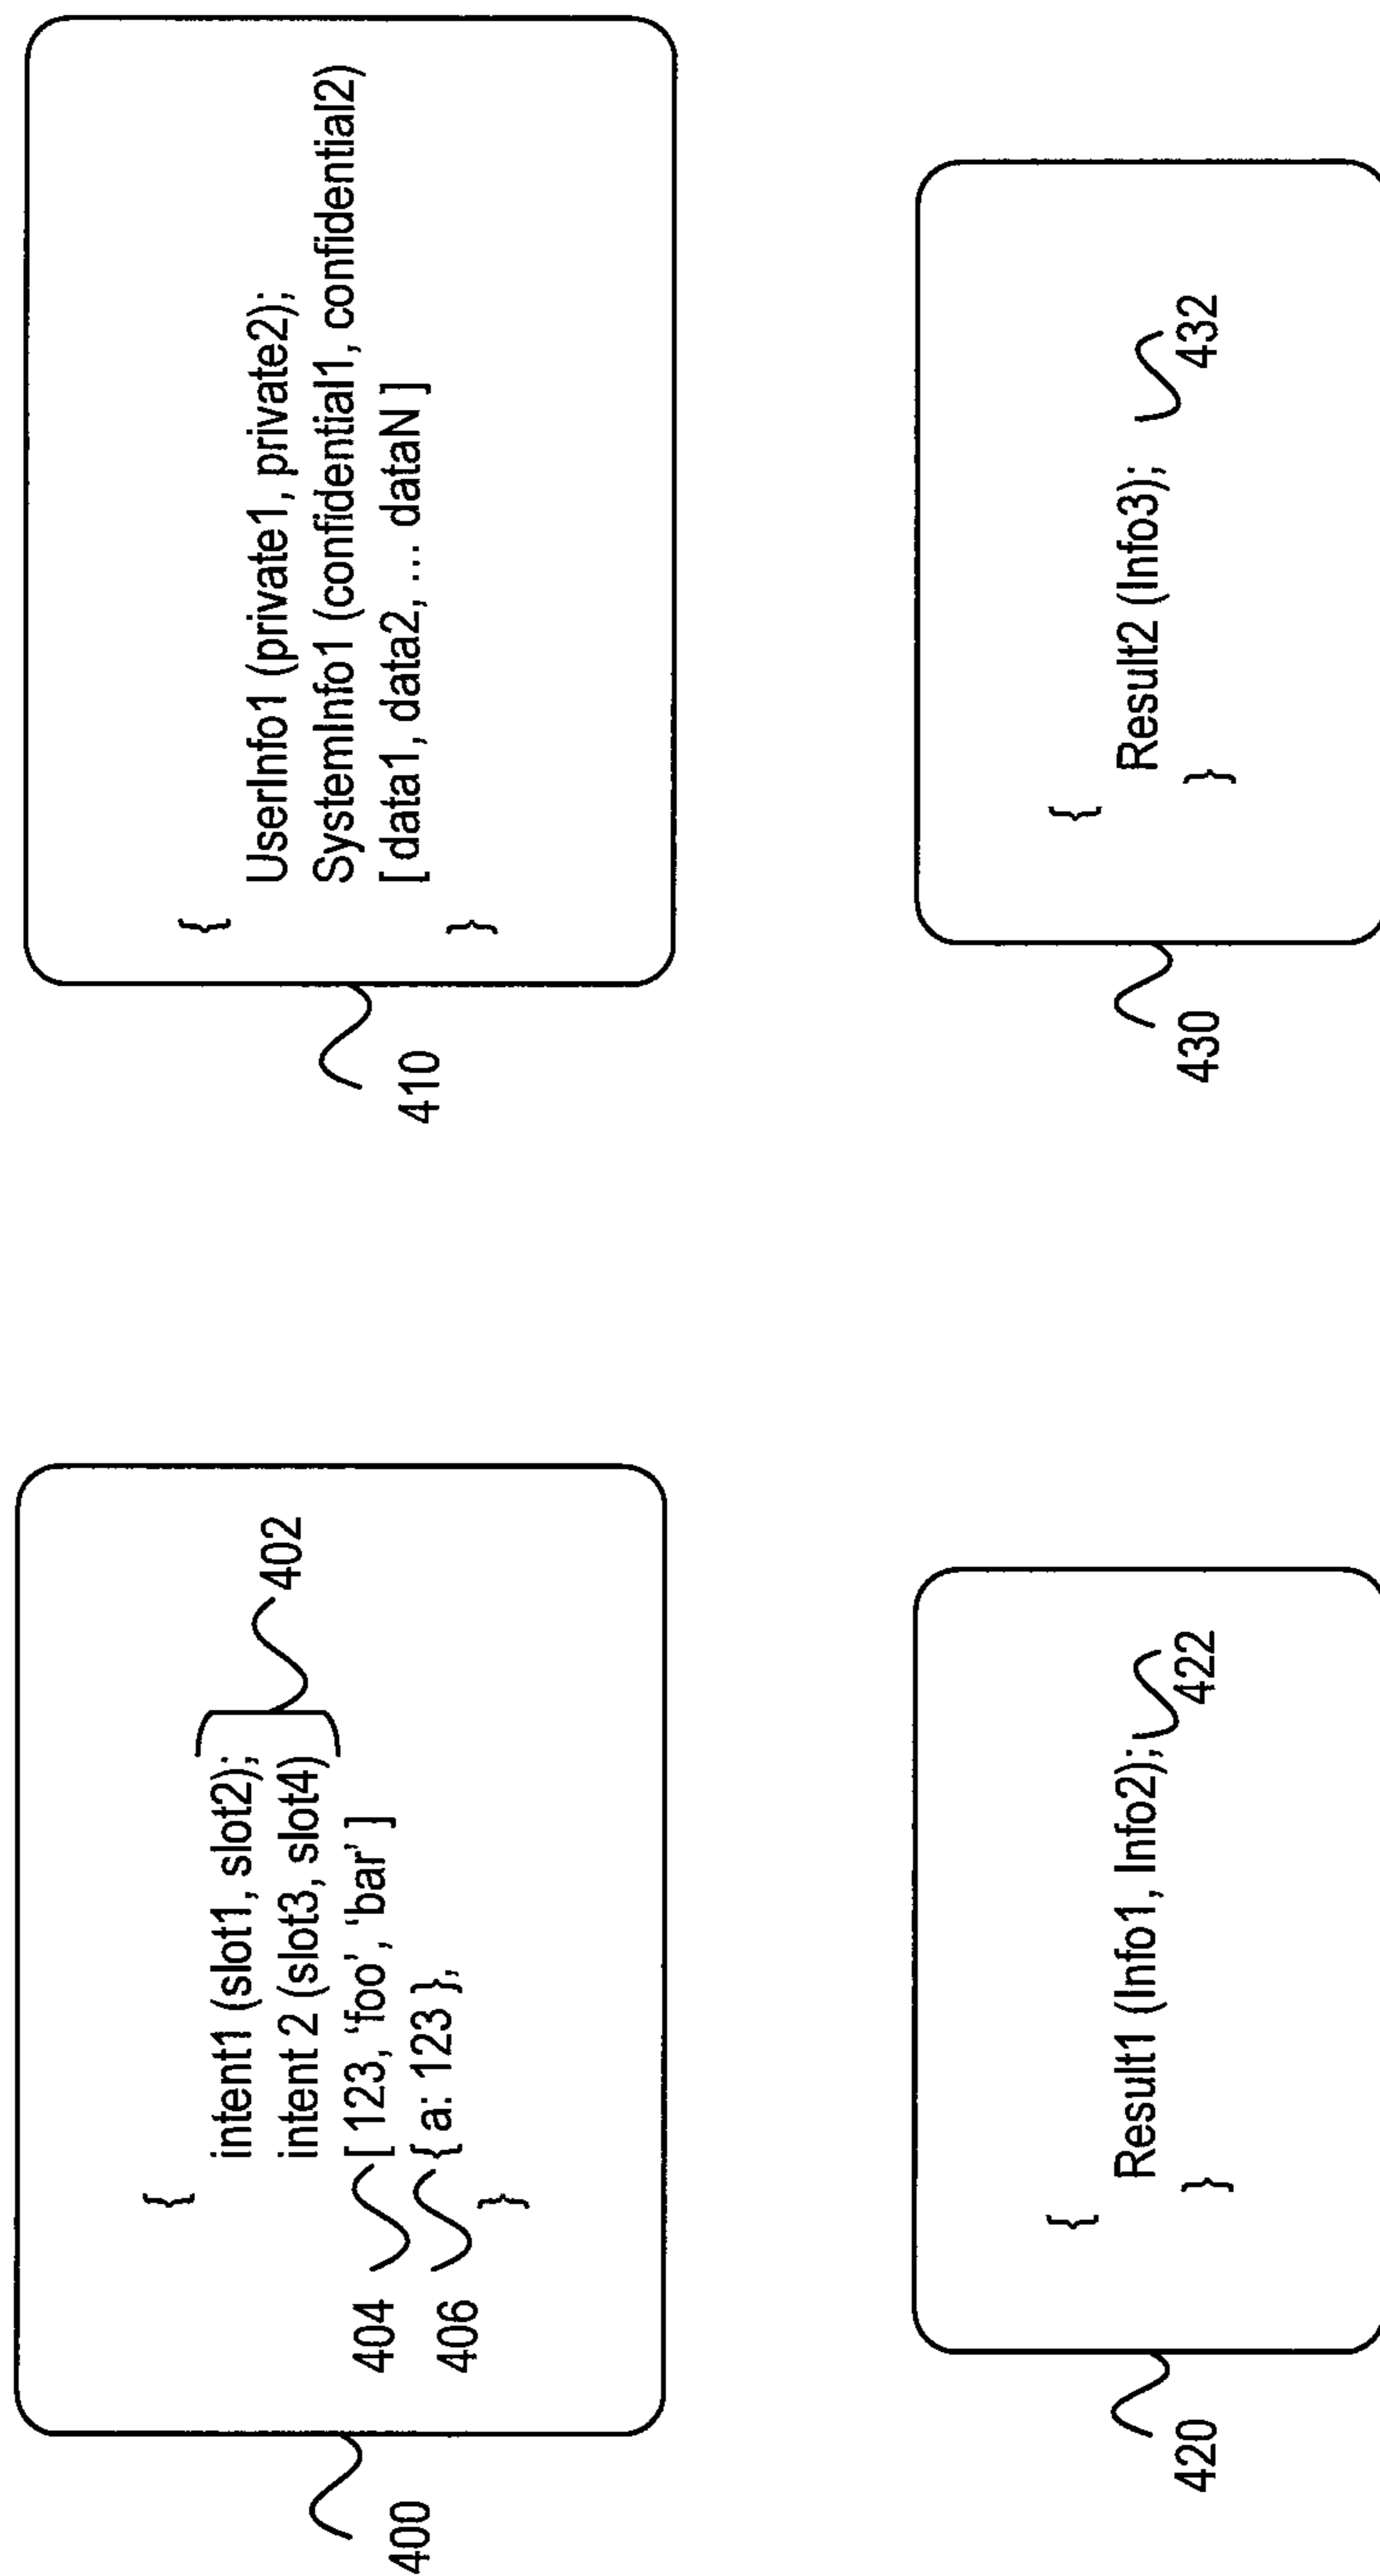 400
{
intent1 (slot1, slot2);
intent 2 (slot3, slot4)
402
404
[ 123, ‘foo’, ‘bar’ ]
406
{ a: 123 },
}
410
{
UserInfo1 (private1, private2);
SystemInfo1 (confidential1, confidential2)
[ data1, data2, ... dataN ]
}
420
{
Result1 (Info1, Info2);
422
}
430
{
Result2 (Info3);
432
}